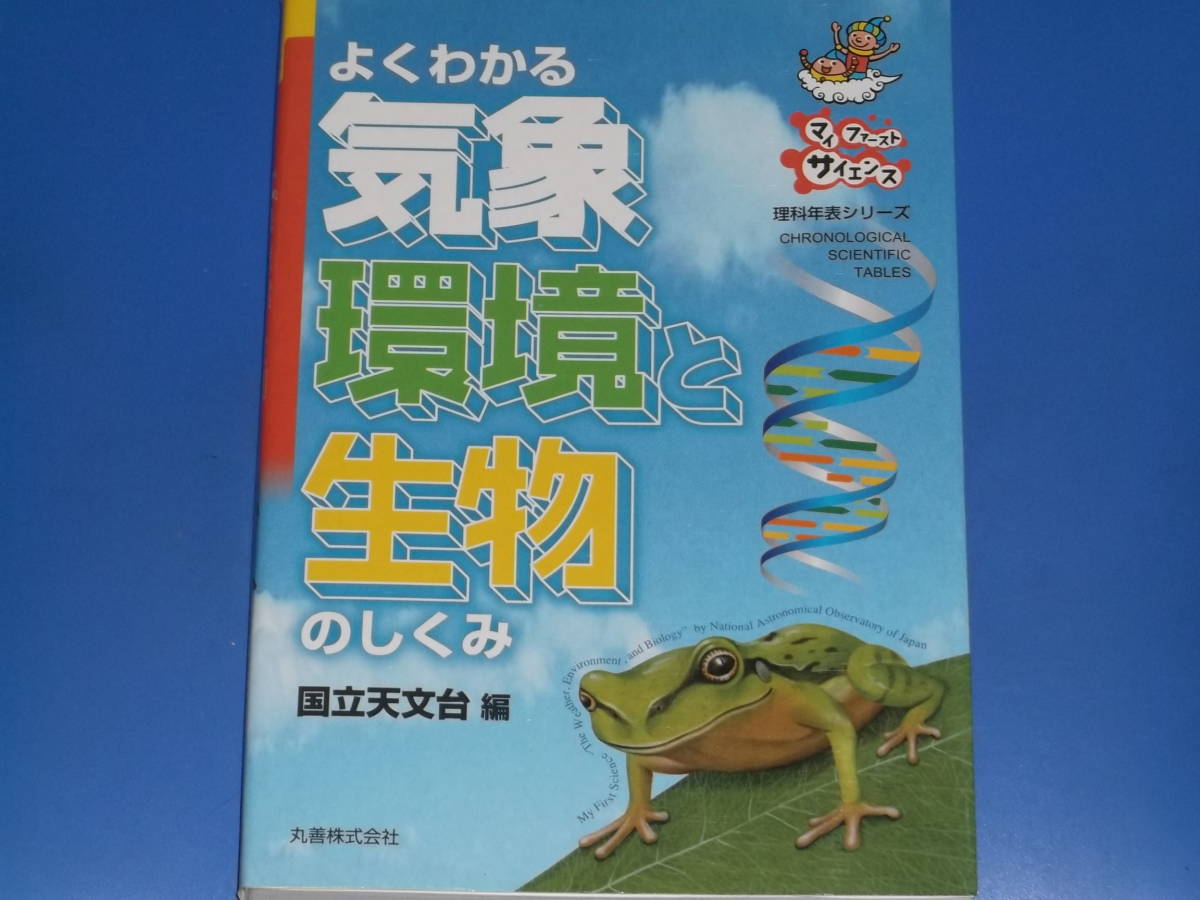 よくわかる
気象
環境と
生物
のしくみ
国立天文台 編
丸善株式会社
マイ ファースト
サイエンス
理科年表シリーズ
CHRONOLOGICAL
SCIENTIFIC
TABLES
My First Science "The Weather, Environment, and Biology" by National Astronomical Observatory of Japan